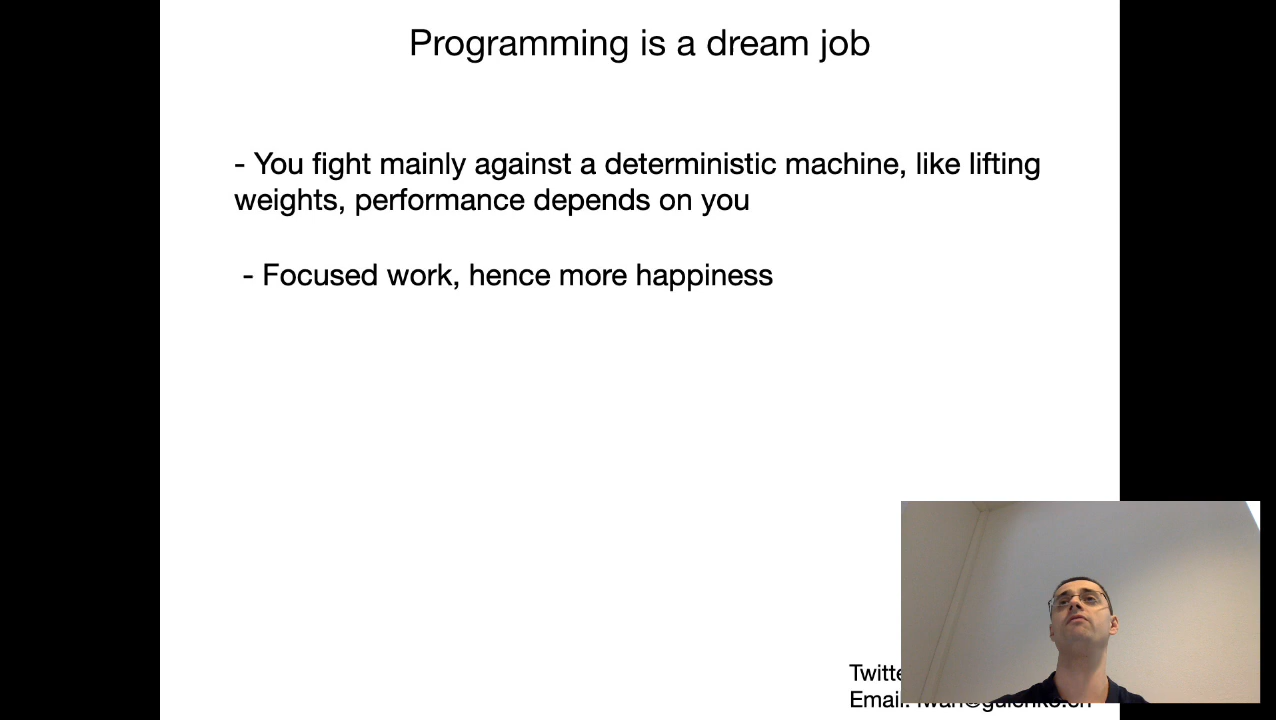 Programming is a dream job
- You fight mainly against a deterministic machine, like lifting
weights, performance depends on you
- Focused work, hence more happiness
Email: